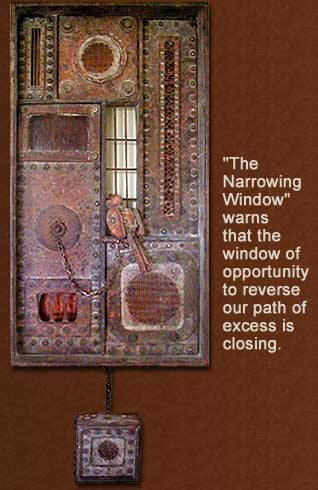 "The
Narrowing
Window"
warns
that the
window of
opportunity
to reverse
our path of
excess is
closing.